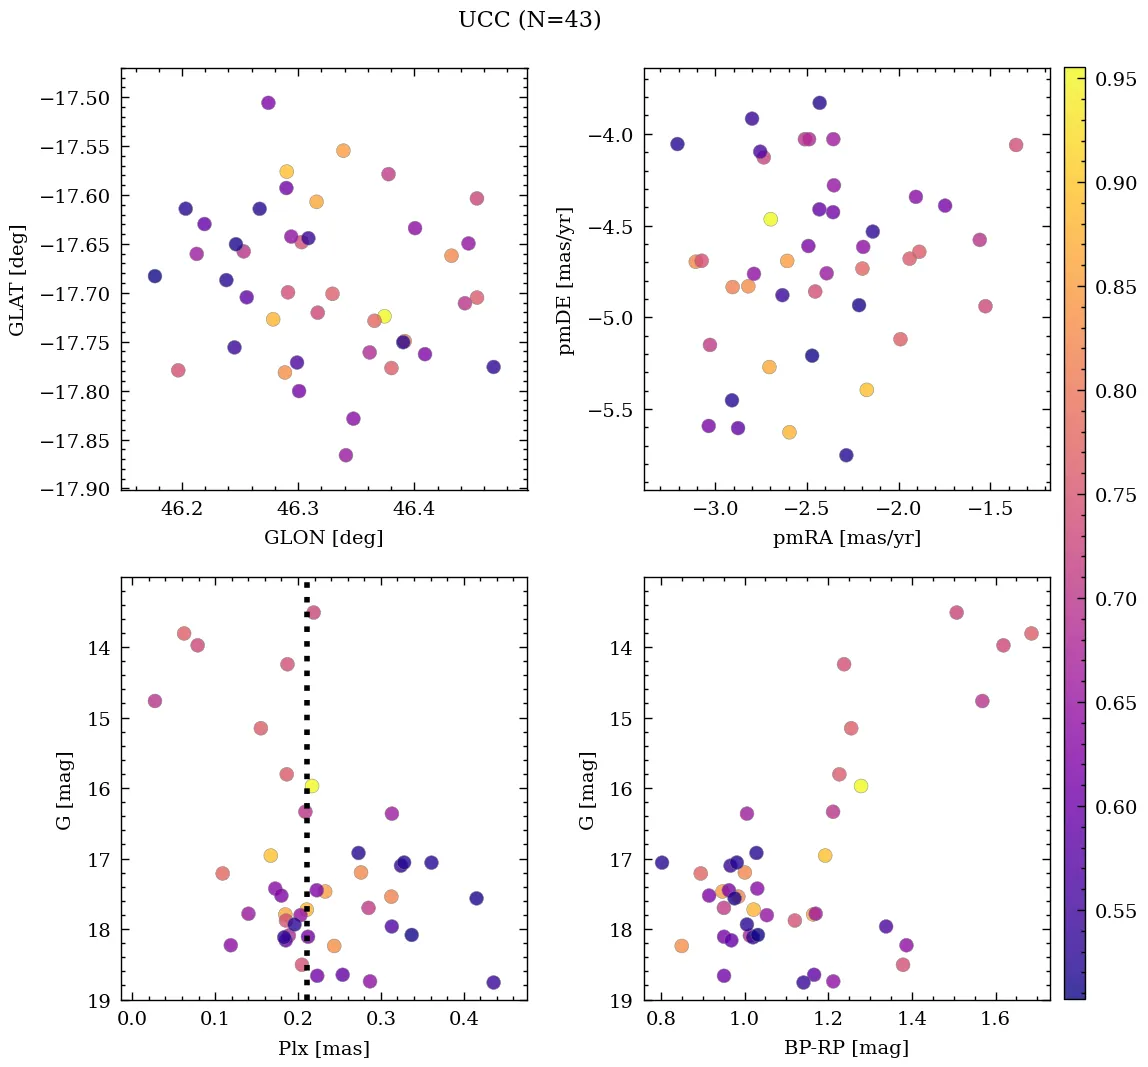 UCC (N=43)
−17.50
−17.55
−17.60
−17.65
−17.70
−17.75
−17.80
−17.85
−17.90
GLAT [deg]
46.2 46.3 46.4
GLON [deg]
−4.0
−4.5
−5.0
−5.5
pmDE [mas/yr]
−3.0 −2.5 −2.0 −1.5
pmRA [mas/yr]
14
15
16
17
18
19
G [mag]
0.0 0.1 0.2 0.3 0.4
Plx [mas]
14
15
16
17
18
19
G [mag]
0.8 1.0 1.2 1.4 1.6
BP-RP [mag]
0.95
0.90
0.85
0.80
0.75
0.70
0.65
0.60
0.55